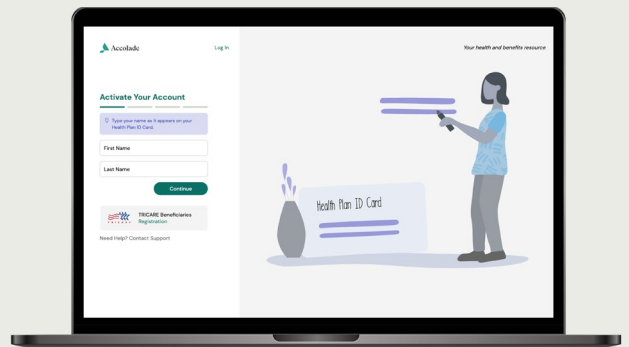 Accolade
Log In
Your health and benefits resource
Activate Your Account
Type your name as it appears on your
Health Plan ID Card.
First Name
Last Name
Continue
TRICARE
TRICARE Beneficiaries
Registration
Need Help? Contact Support
Health Plan ID Card